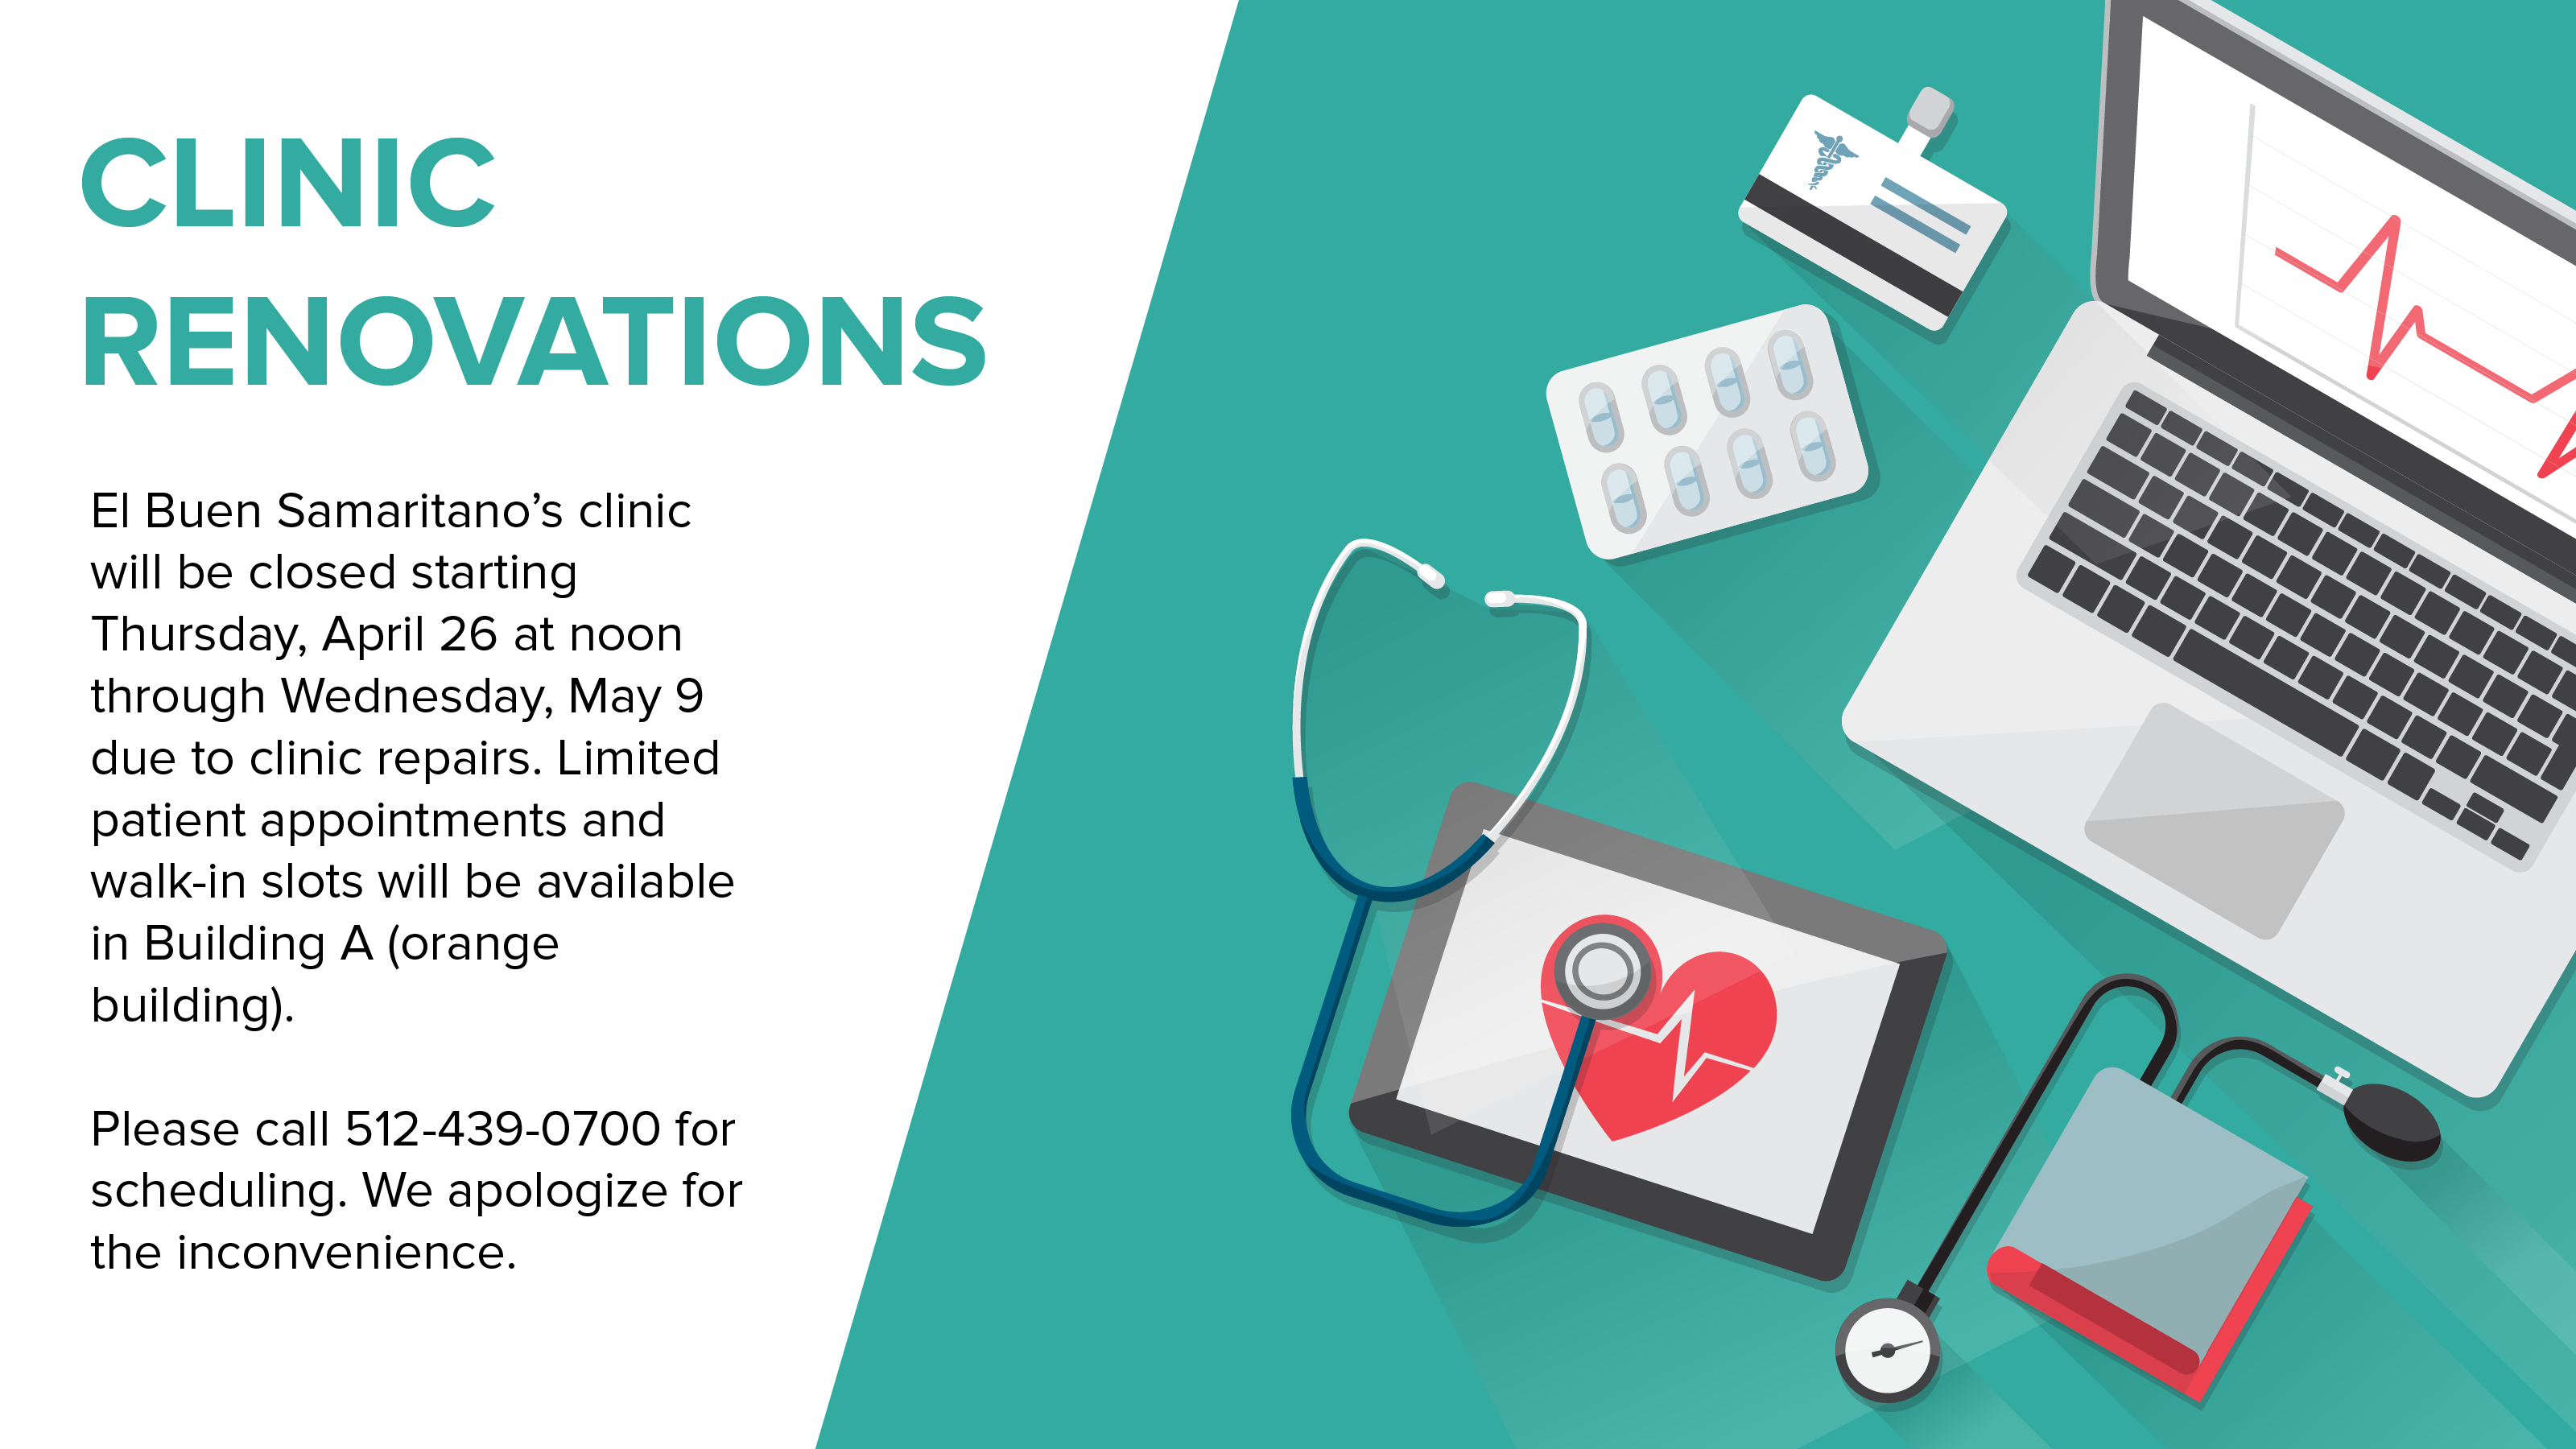 CLINIC
RENOVATIONS
El Buen Samaritano’s clinic
will be closed starting
Thursday, April 26 at noon
through Wednesday, May 9
due to clinic repairs. Limited
patient appointments and
walk-in slots will be available
in Building A (orange
building).
Please call 512-439-0700 for
scheduling. We apologize for
the inconvenience.